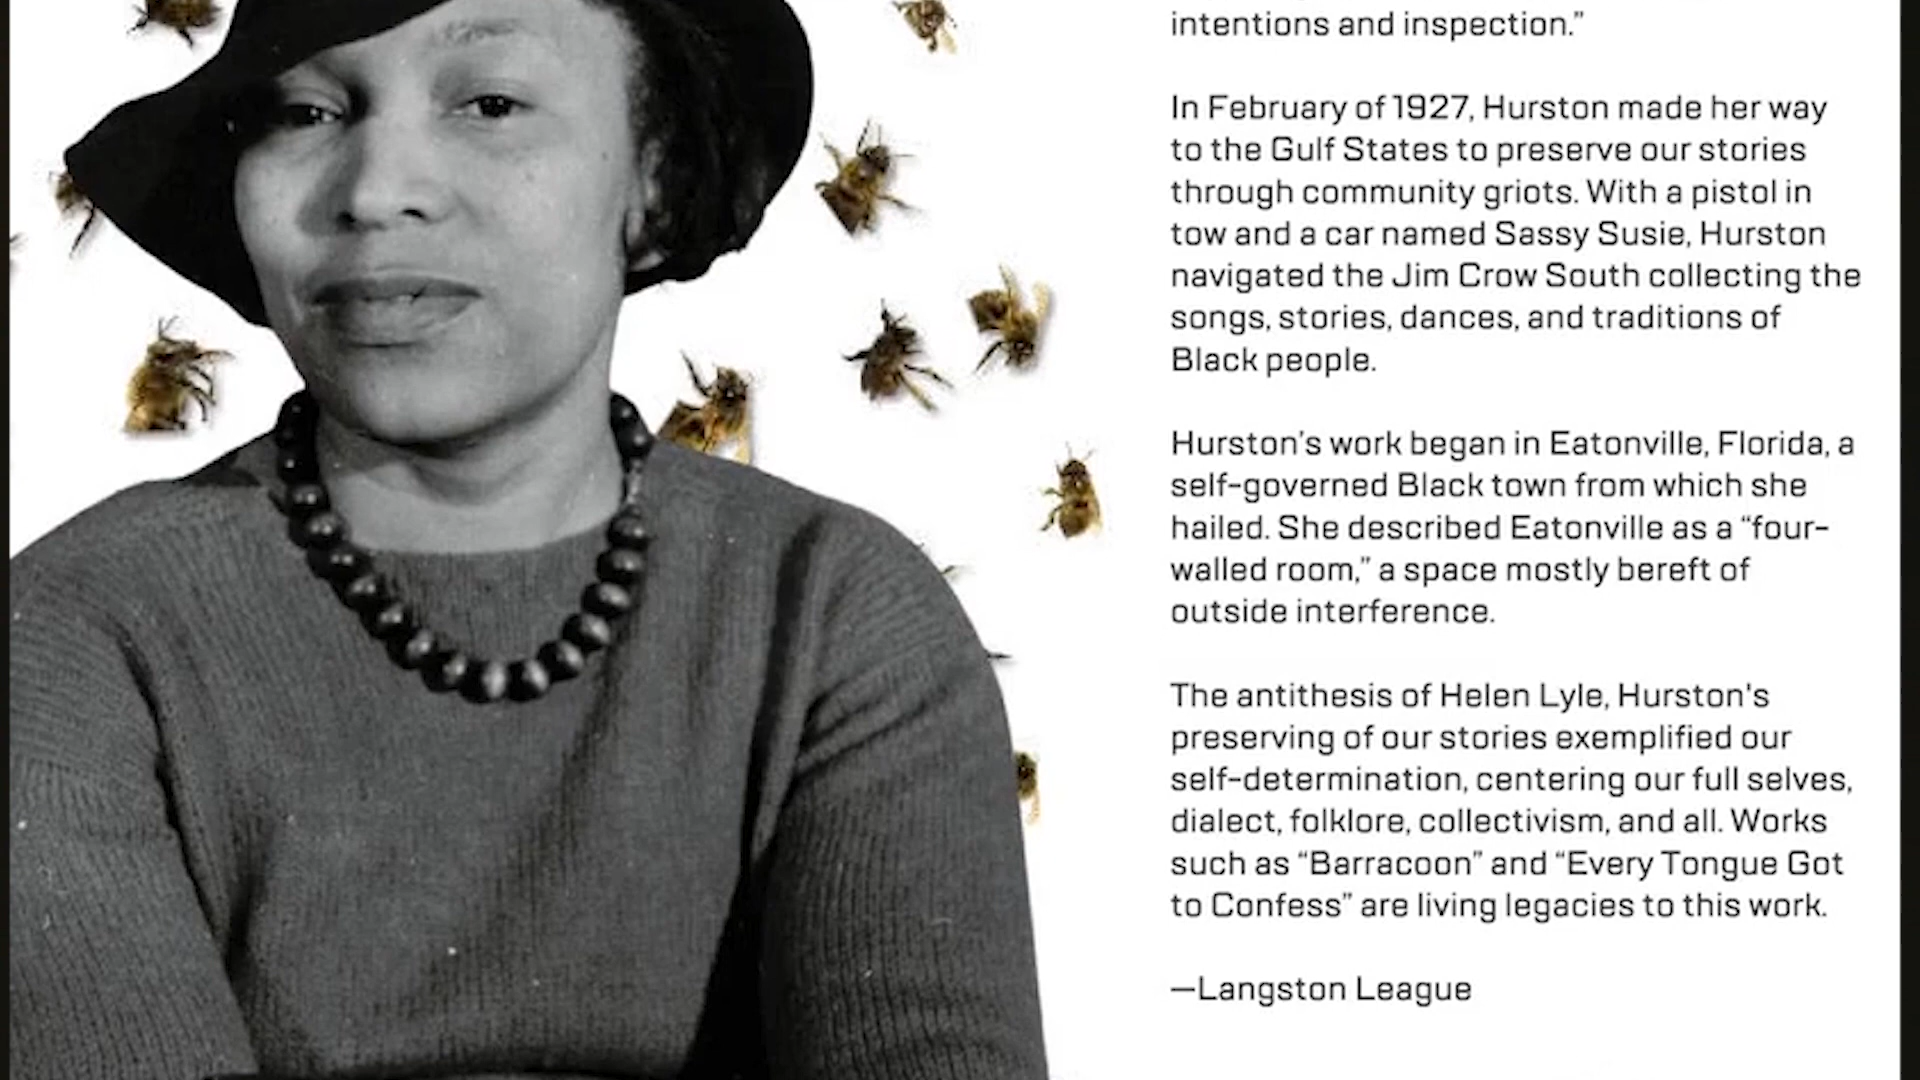 intentions and inspection.”
In February of 1927, Hurston made her way
to the Gulf States to preserve our stories
through community griots. With a pistol in
tow and a car named Sassy Susie, Hurston
navigated the Jim Crow South collecting the
songs, stories, dances, and traditions of
Black people.
Hurston’s work began in Eatonville, Florida, a
self-governed Black town from which she
hailed. She described Eatonville as a “four-
walled room,” a space mostly bereft of
outside interference.
The antithesis of Helen Lyle, Hurston's
preserving of our stories exemplified our
self-determination, centering our full selves,
dialect, folklore, collectivism, and all. Works
such as “Barracoon” and “Every Tongue Got
to Confess” are living legacies to this work.
—Langston League